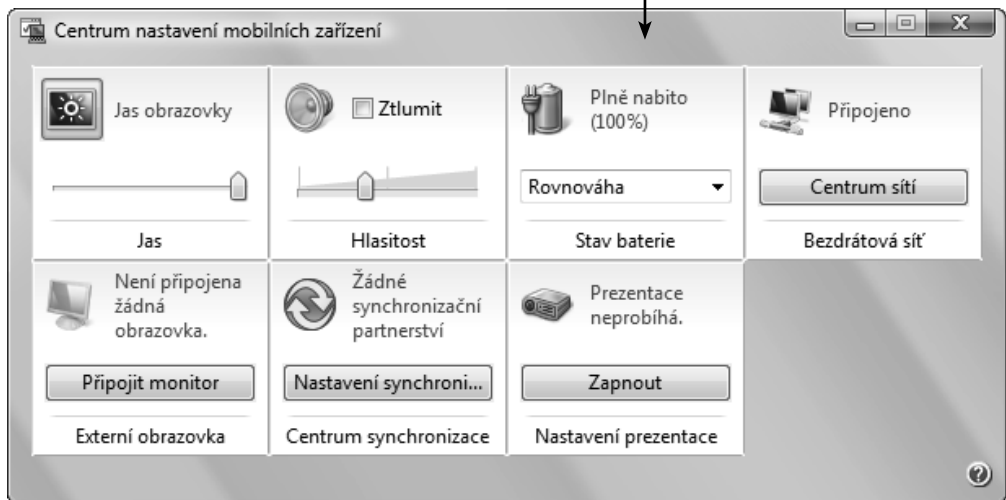 Centrum nastavení mobilních zařízení
Jas obrazovky
Jas
Ztlumit
Hlasitost
Plně nabito
(100%)
Rovnováha
Stav baterie
Připojeno
Centrum sítí
Bezdrátová síť
Není připojena
žádná
obrazovka.
Připojit monitor
Externí obrazovka
Žádné
synchronizační
partnerství
Nastavení synchroni...
Centrum synchronizace
Prezentace
neprobíhá.
Zapnout
Nastavení prezentace